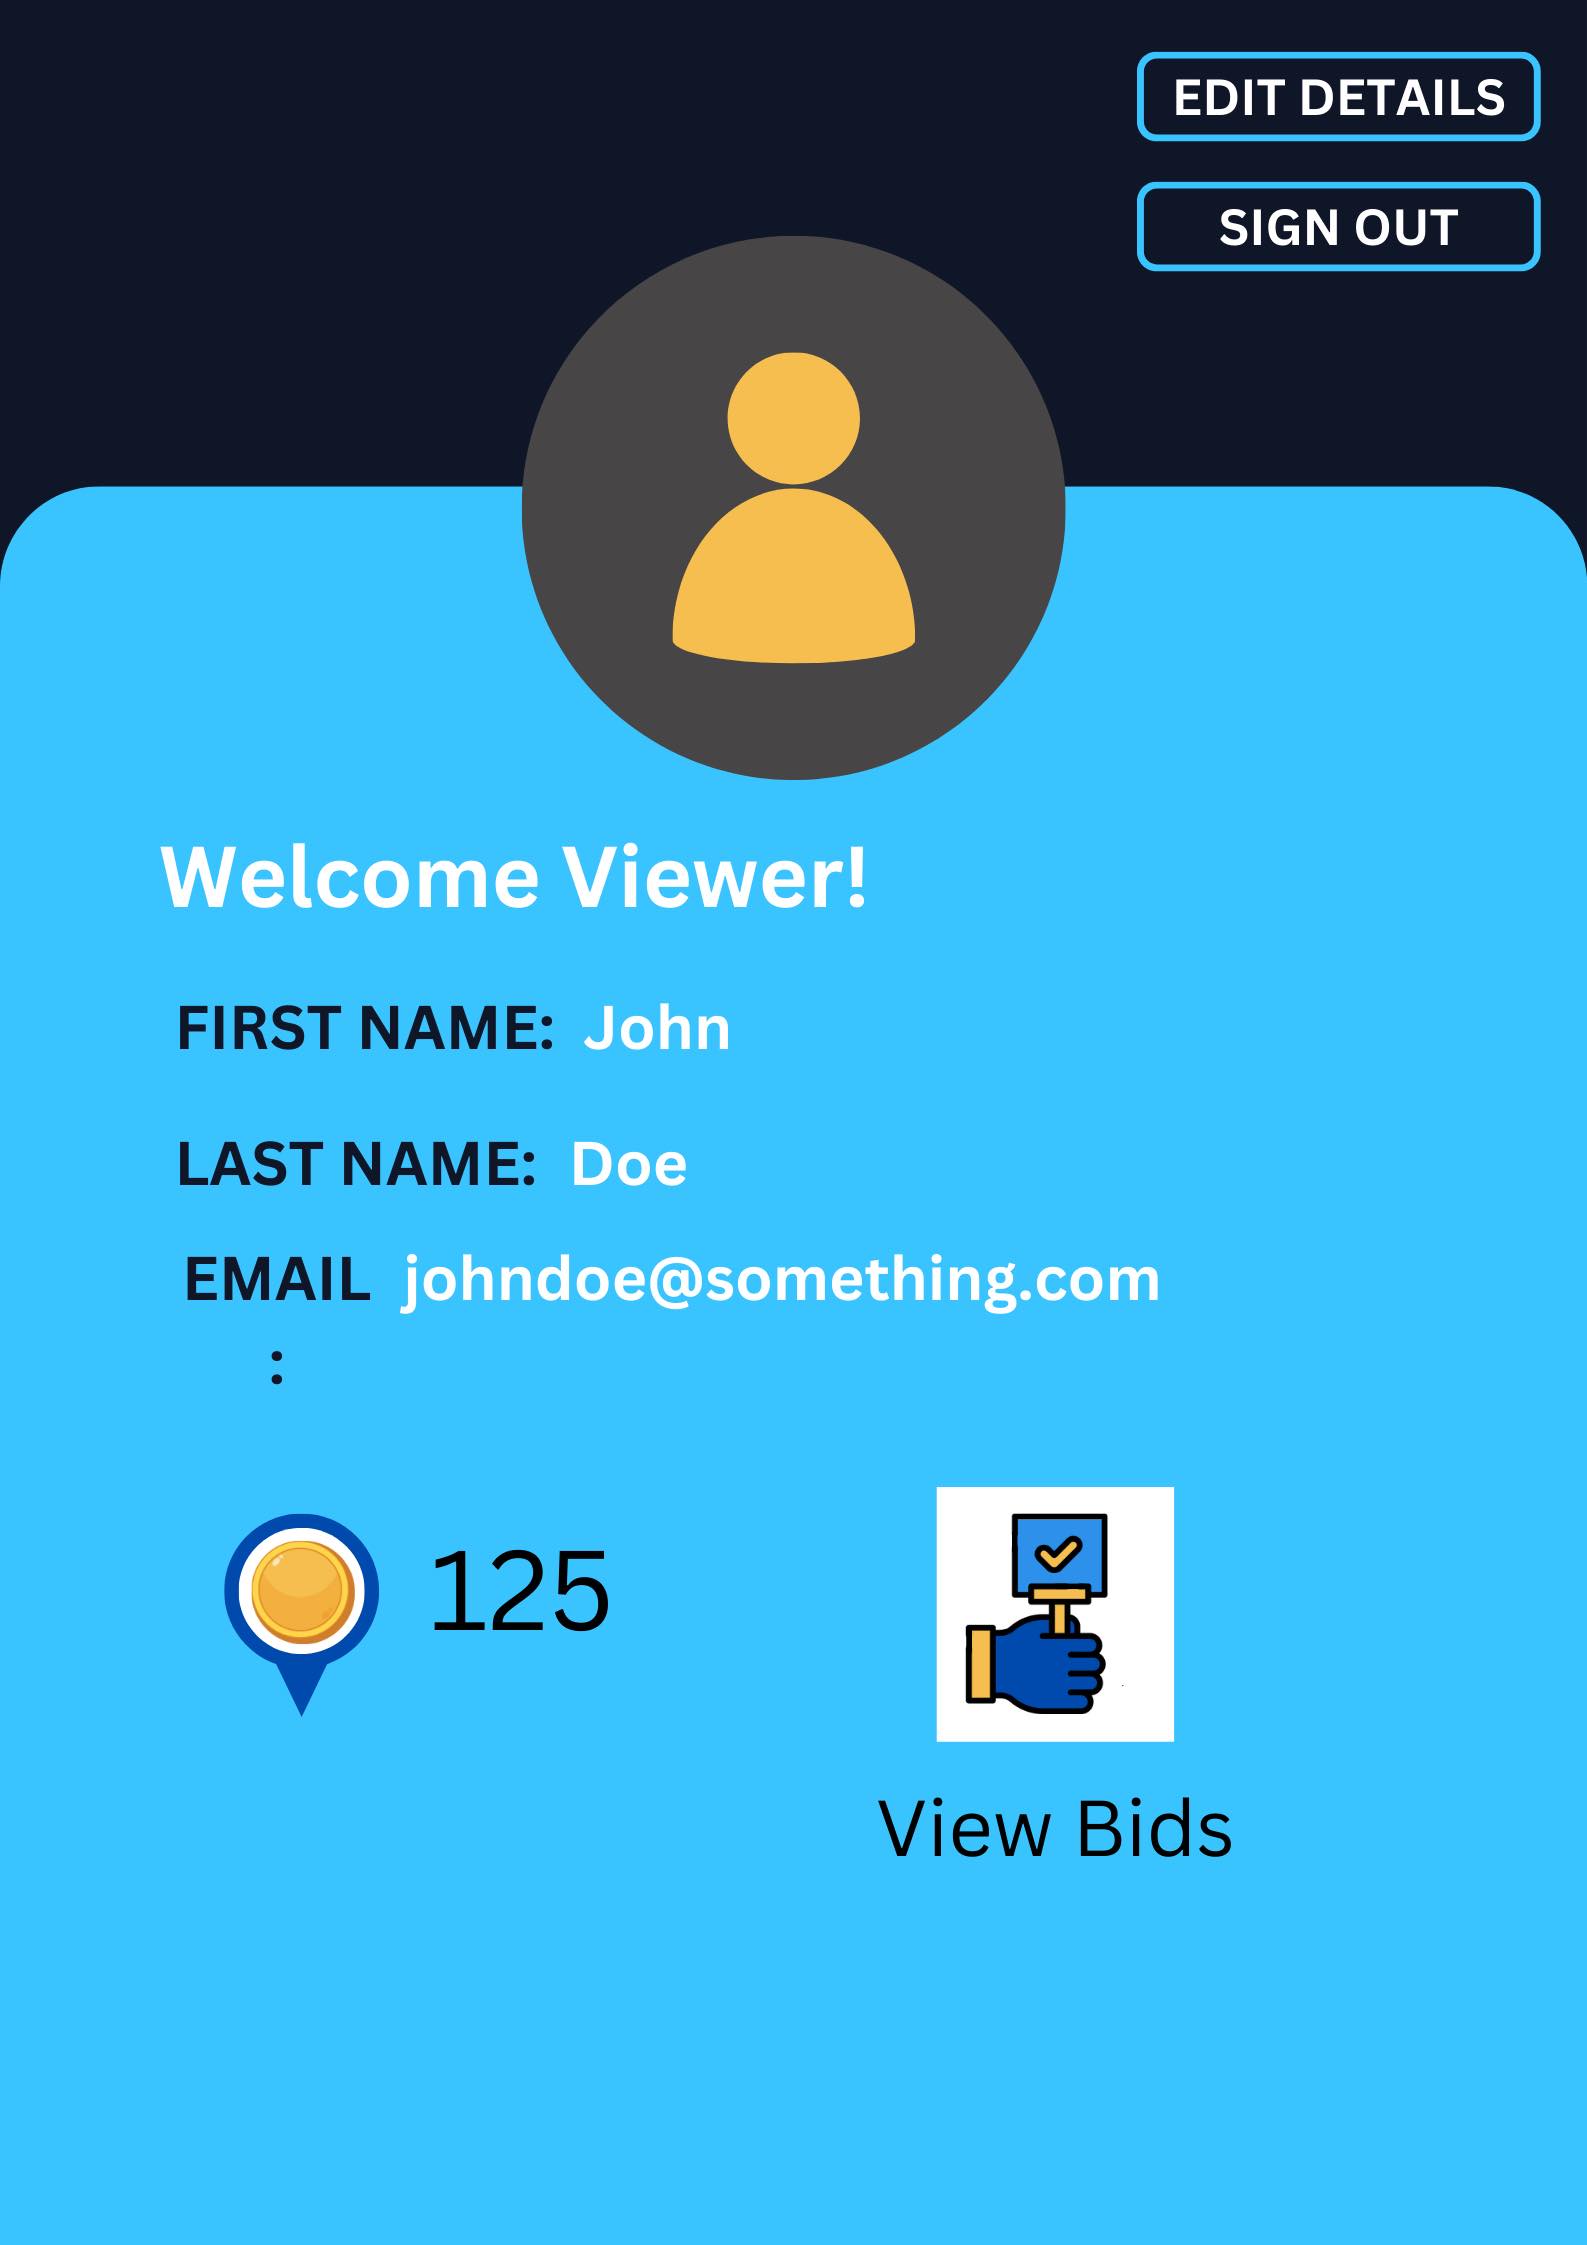 EDIT DETAILS
SIGN OUT
Welcome Viewer!
FIRST NAME: John
LAST NAME: Doe
EMAIL johndoe@something.com
:
125
View Bids